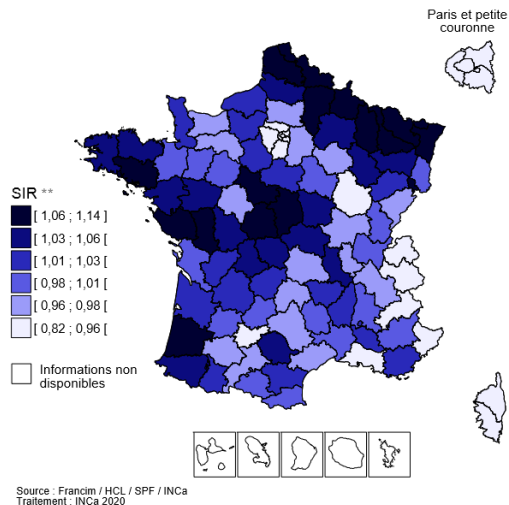 Paris et petite
couronne
SIR **
[ 1,06 ; 1,14 ]
[ 1,03 ; 1,06 [
[ 1,01 ; 1,03 [
[ 0,98 ; 1,01 [
[ 0,96 ; 0,98 [
[ 0,82 ; 0,96 [
Informations non
disponibles
Source : Francim / HCL / SPF / INCa
Traitement : INCa 2020